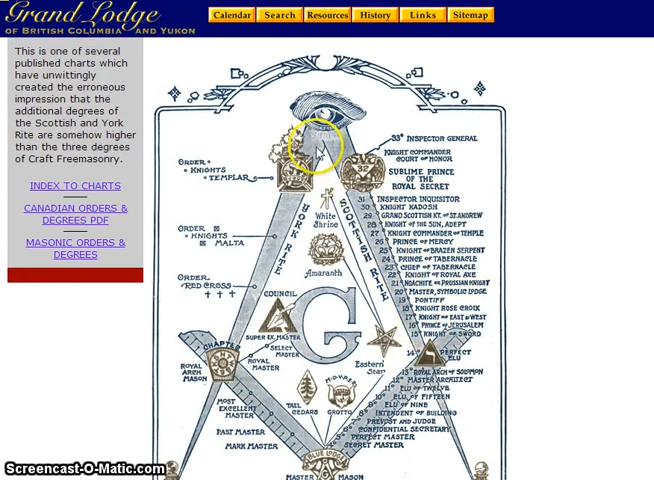 Grand Lodge
OF BRITISH COLUMBIA AND YUKON
Calendar
Search
Resources
History
Links
Sitemap
This is one of several
published charts which
have unwittingly
created the erroneous
impression that the
additional degrees of
the Scottish and York
Rite are somehow higher
than the three degrees
of Craft Freemasonry.
INDEX TO CHARTS
CANADIAN ORDERS &
DEGREES PDF
MASONIC ORDERS &
DEGREES
33° INSPECTOR GENERAL
KNIGHT COMMANDER
COURT OF HONOR
32
SUBLIME PRINCE
OF THE
ROYAL SECRET
31 INSPECTOR INQUISITOR
30 KNIGHT KADOSH
29 GRAND SCOTTISH KT. OF ST. ANDREW
28 KNIGHT OF THE SUN, ADEPT
27 KNIGHT COMMANDER OF TEMPLE
26 PRINCE OF MERCY
25 KNIGHT OF BRAZEN SERPENT
24 PRINCE OF TABERNACLE
23 CHIEF OF TABERNACLE
22 KNIGHT OF ROYAL AXE
21 NOACHITE OR PRUSSIAN KNIGHT
20 MASTER, SYMBOLIC LODGE
19 PONTIFF
18 KNIGHT ROSE CROIX
17 KNIGHT OF EAST & WEST
16 PRINCE OF JERUSALEM
15 KNIGHT OF SWORD
14° PERFECT
ELU
13° ROYAL ARCH OF SOLOMON
12° MASTER ARCHITECT
11° ELU OF TWELVE
10° ELU OF FIFTEEN
9° ELU OF NINE
8° INTENDENT OF BUILDING
7° PREVOST AND JUDGE
6° CONFIDENTIAL SECRETARY
5° PERFECT MASTER
4° SECRET MASTER
ORDER
KNIGHTS
TEMPLAR
ORDER
KNIGHTS
MALTA
ORDER
RED CROSS
YORK RITE
SCOTTISH RITE
White
Shrine
Amaranth
COUNCIL
SUPER EX. MASTER
SELECT
MASTER
ROYAL
MASTER
G
Eastern
Star
CHAPTER
ROYAL
ARCH
MASON
MOST
EXCELLENT
MASTER
PAST MASTER
MARK MASTER
TALL
CEDARS
M.O.V.P.E.R.
GROTTO
BLUE LODGE
MASTER MASON
Screencast-O-Matic.com